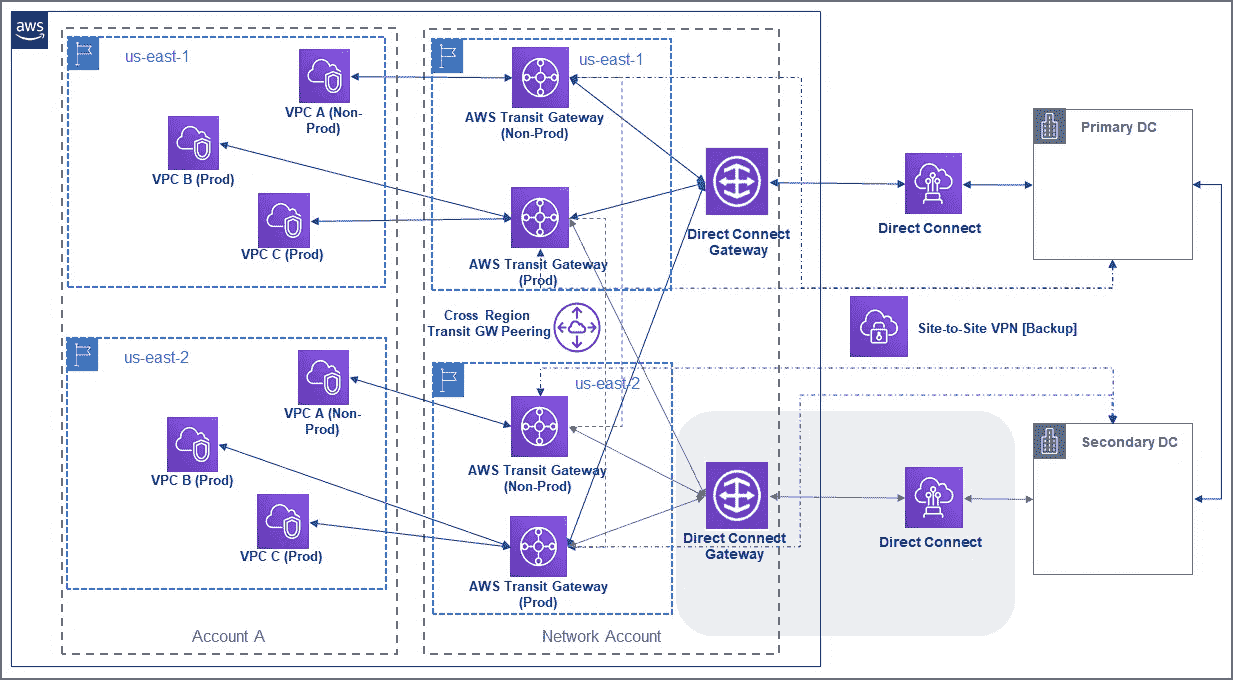 aws
us-east-1
VPC A (Non-
Prod)
VPC B (Prod)
VPC C (Prod)
us-east-2
VPC A (Non-
Prod)
VPC B (Prod)
VPC C (Prod)
Account A
us-east-1
AWS Transit Gateway
(Non-Prod)
AWS Transit Gateway
(Prod)
Cross Region
Transit GW Peering
us-east-2
AWS Transit Gateway
(Non-Prod)
AWS Transit Gateway
(Prod)
Network Account
Direct Connect
Gateway
Direct Connect
Gateway
Direct Connect
Site-to-Site VPN [Backup]
Direct Connect
Primary DC
Secondary DC